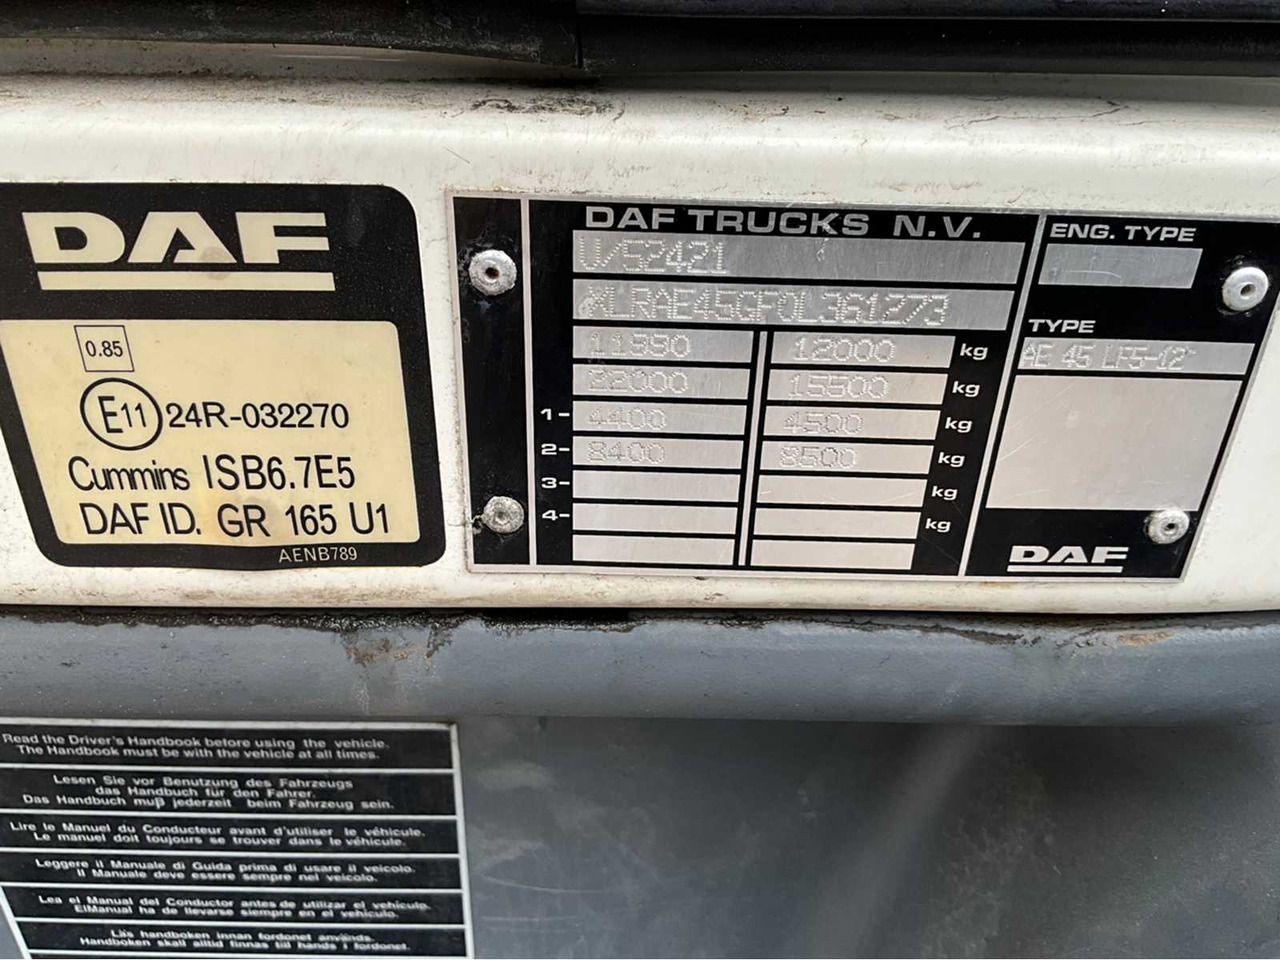 DAF
0.85
E11 24R-032270
Cummins ISB6.7E5
DAF ID. GR 165 U1
AENB789
DAF TRUCKS N.V.
V/52421
XLRAE45GF0L361273
11990 12000 kg
22000 15500 kg
1- 4400 4500 kg
2- 8400 8500 kg
3- kg
4- kg
ENG. TYPE
TYPE
AE 45 LF5-12
DAF
Read the Driver's Handbook before using the vehicle.
The Handbook must be with the vehicle at all times.
Lesen Sie vor Benutzung des Fahrzeugs
das Handbuch für den Fahrer.
Das Handbuch muß jederzeit beim Fahrzeug sein.
Lire le Manuel du Conducteur avant d'utiliser le véhicule.
Le manuel doit toujours se trouver dans le véhicule.
Leggere il Manuale di Guida prima di usare il veicolo.
Il Manuale deve essere sempre nel veicolo.
Lea el Manual del Conductor antes de utilizar el vehiculo.
ElManual ha de llevarse siempre en el vehiculo.
Läs handboken innan fordonet används.
Handboken skall alltid finnas till hands i fordonet.